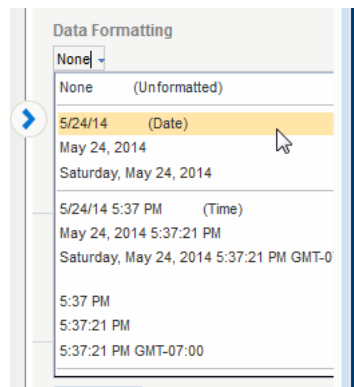 Data Formatting
None
None (Unformatted)
5/24/14 (Date)
May 24, 2014
Saturday, May 24, 2014
5/24/14 5:37 PM (Time)
May 24, 2014 5:37:21 PM
Saturday, May 24, 2014 5:37:21 PM GMT-0
5:37 PM
5:37:21 PM
5:37:21 PM GMT-07:00